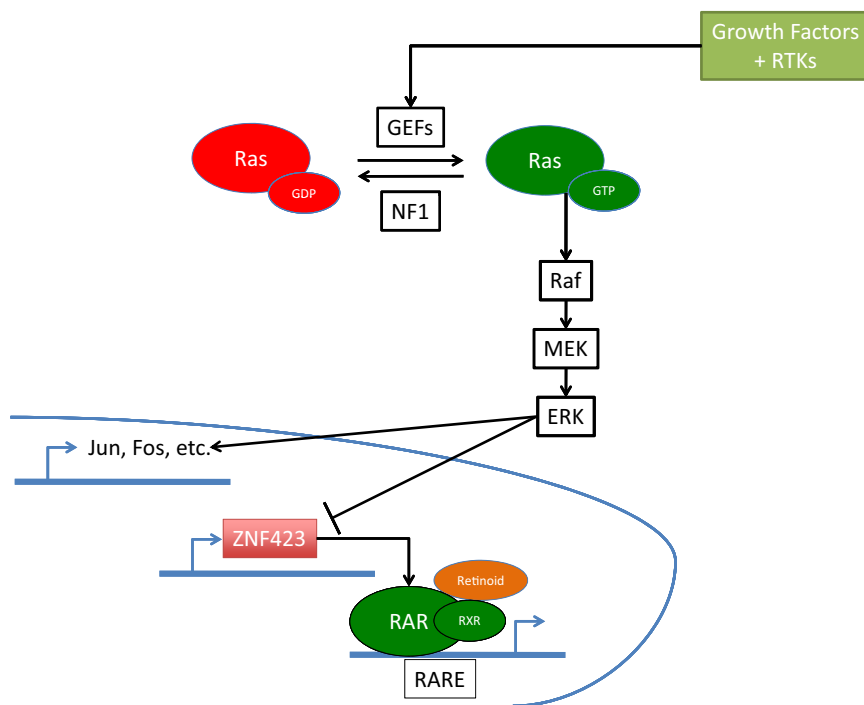 Growth Factors
+ RTKs
GEFs
Ras
GDP
Ras
GTP
NF1
Raf
MEK
ERK
Jun, Fos, etc.
ZNF423
Retinoid
RAR
RXR
RARE